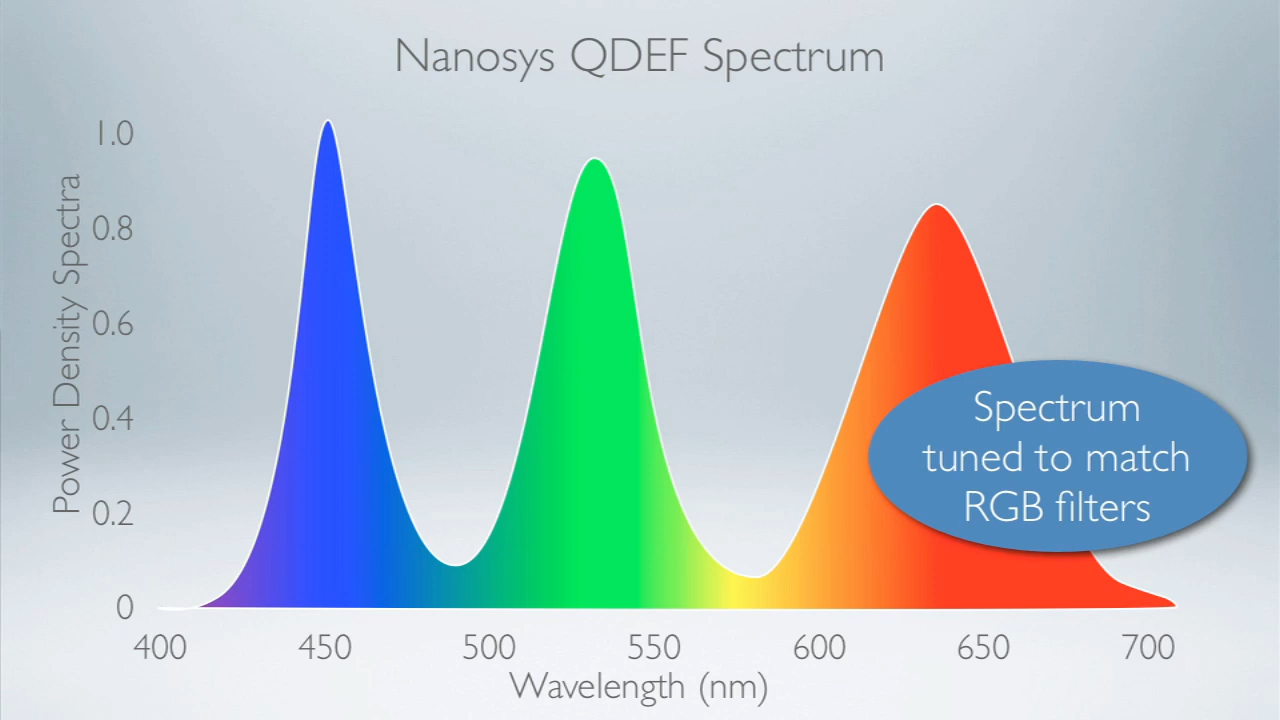 Nanosys QDEF Spectrum
Power Density Spectra
1.0
0.8
0.6
0.4
0.2
0
400 450 500 550 600 650 700
Wavelength (nm)
Spectrum
tuned to match
RGB filters